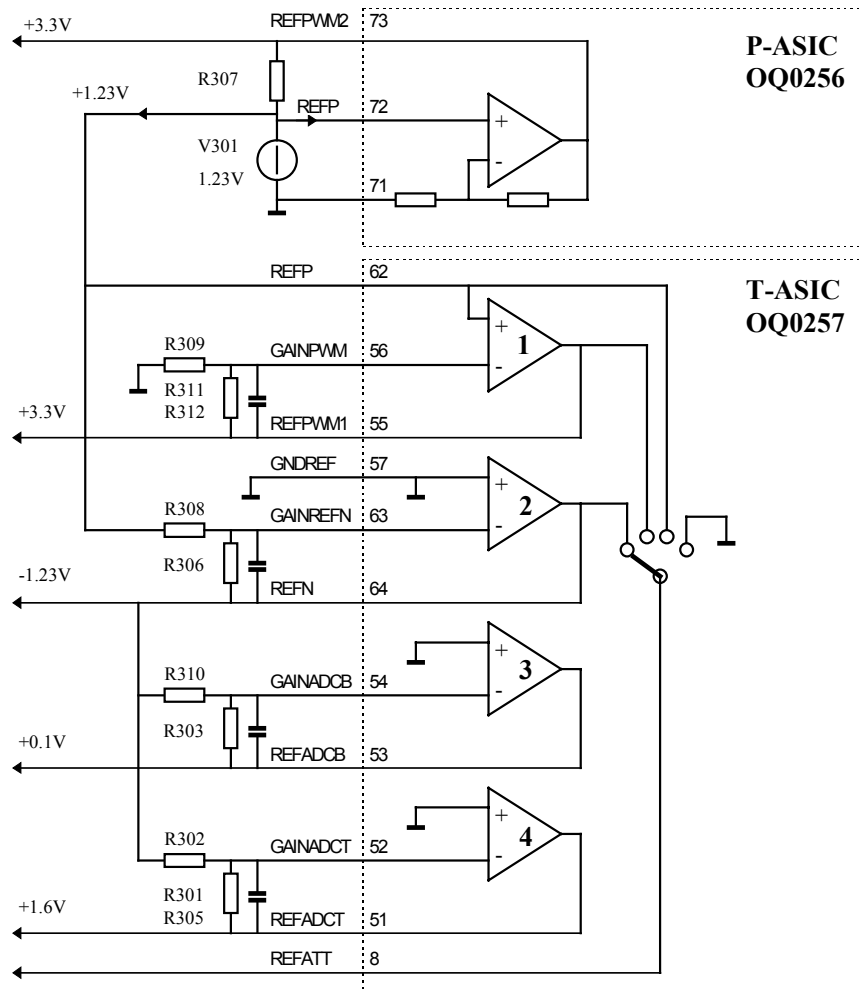 REFPWM2 73
+3.3V
P-ASIC
OQ0256
R307
+1.23V
REFP 72
+
-
V301
1.23V
71
REFP 62
T-ASIC
OQ0257
+
1
-
R309
GAINPWM 56
R311
R312
+3.3V
REFPWM1 55
GNDREF 57
+
2
-
R308
GAINREFN 63
R306
-1.23V
REFN 64
+
3
-
R310
GAINADCB 54
R303
+0.1V
REFADCB 53
+
4
-
R302
GAINADCT 52
R301
R305
+1.6V
REFADCT 51
REFATT 8